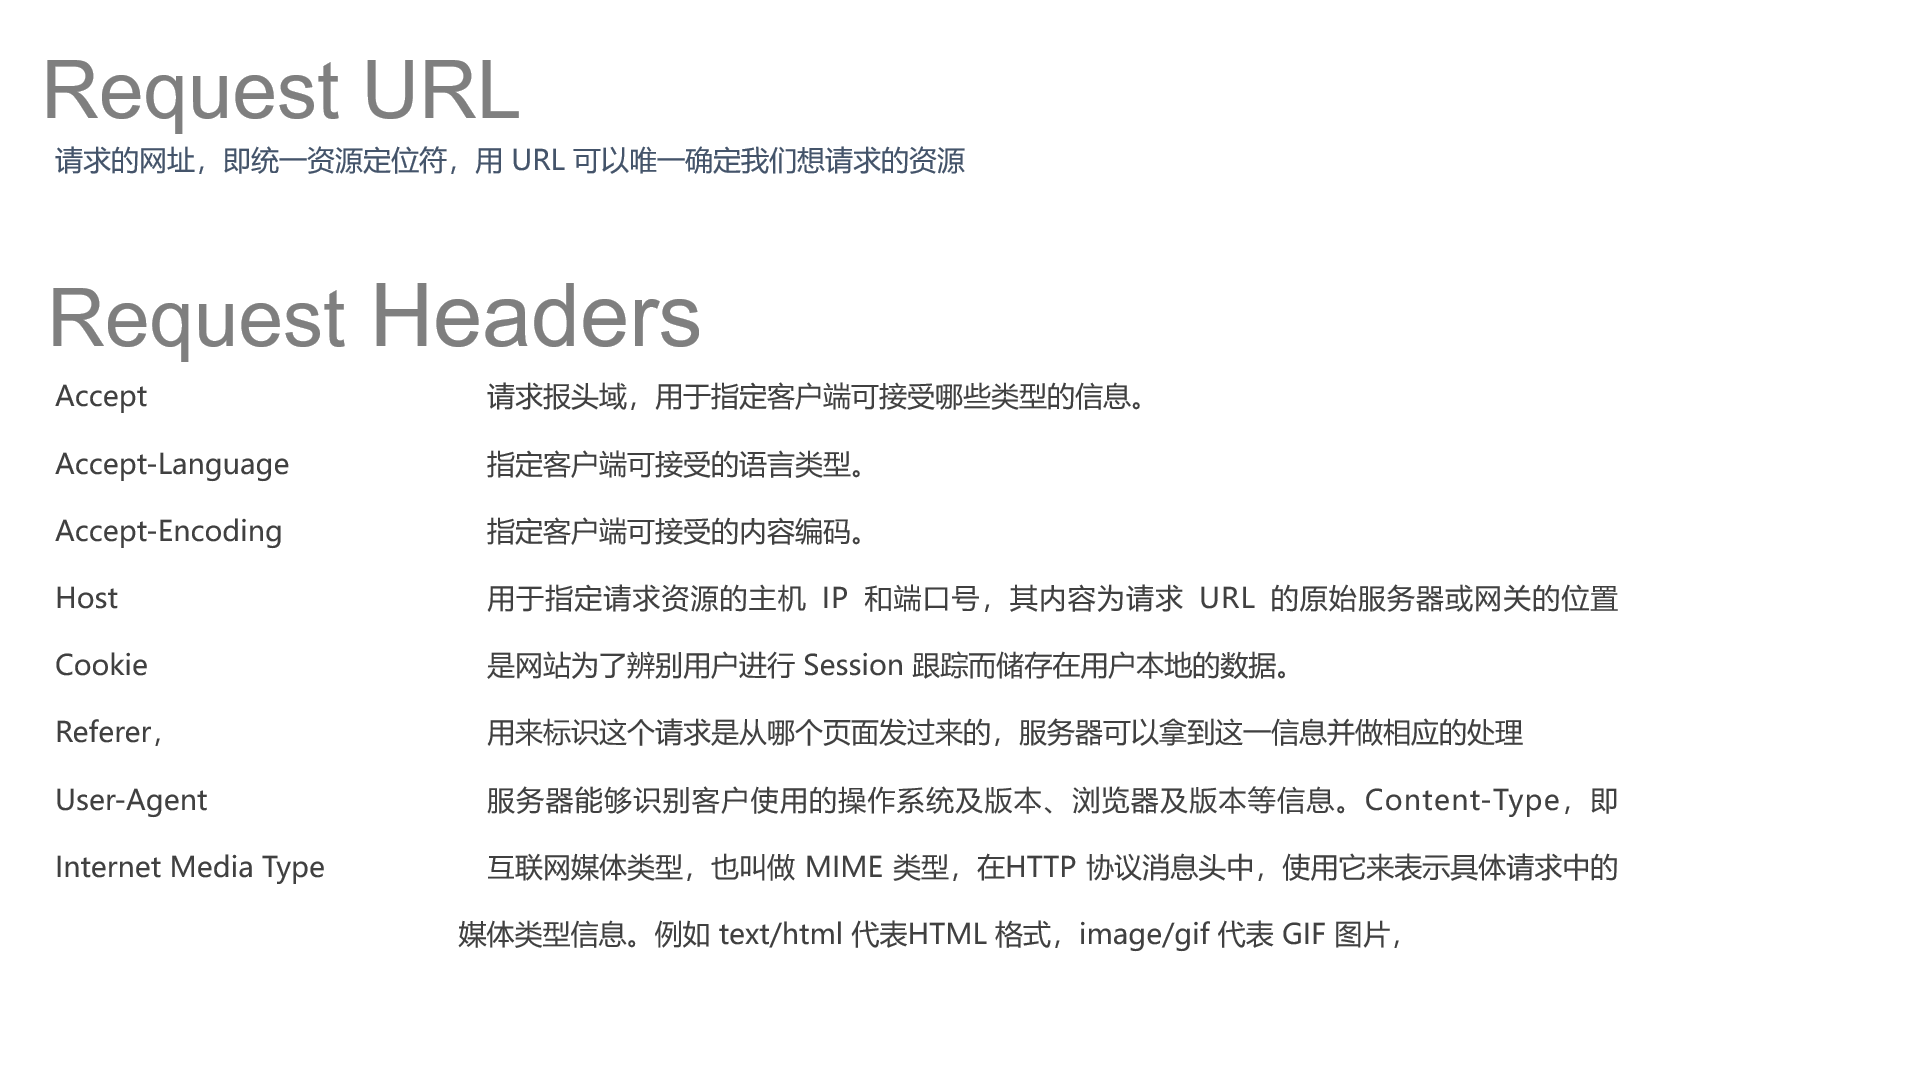 Request URL
请求的网址，即统一资源定位符，用 URL 可以唯一确定我们想请求的资源
Request Headers
Accept 请求报头域，用于指定客户端可接受哪些类型的信息。
Accept-Language 指定客户端可接受的语言类型。
Accept-Encoding 指定客户端可接受的内容编码。
Host 用于指定请求资源的主机 IP 和端口号，其内容为请求 URL 的原始服务器或网关的位置
Cookie 是网站为了辨别用户进行 Session 跟踪而储存在用户本地的数据。
Referer， 用来标识这个请求是从哪个页面发过来的，服务器可以拿到这一信息并做相应的处理
User-Agent 服务器能够识别客户使用的操作系统及版本、浏览器及版本等信息。Content-Type，即
Internet Media Type 互联网媒体类型，也叫做 MIME 类型，在HTTP 协议消息头中，使用它来表示具体请求中的
媒体类型信息。例如 text/html 代表HTML 格式，image/gif 代表 GIF 图片，